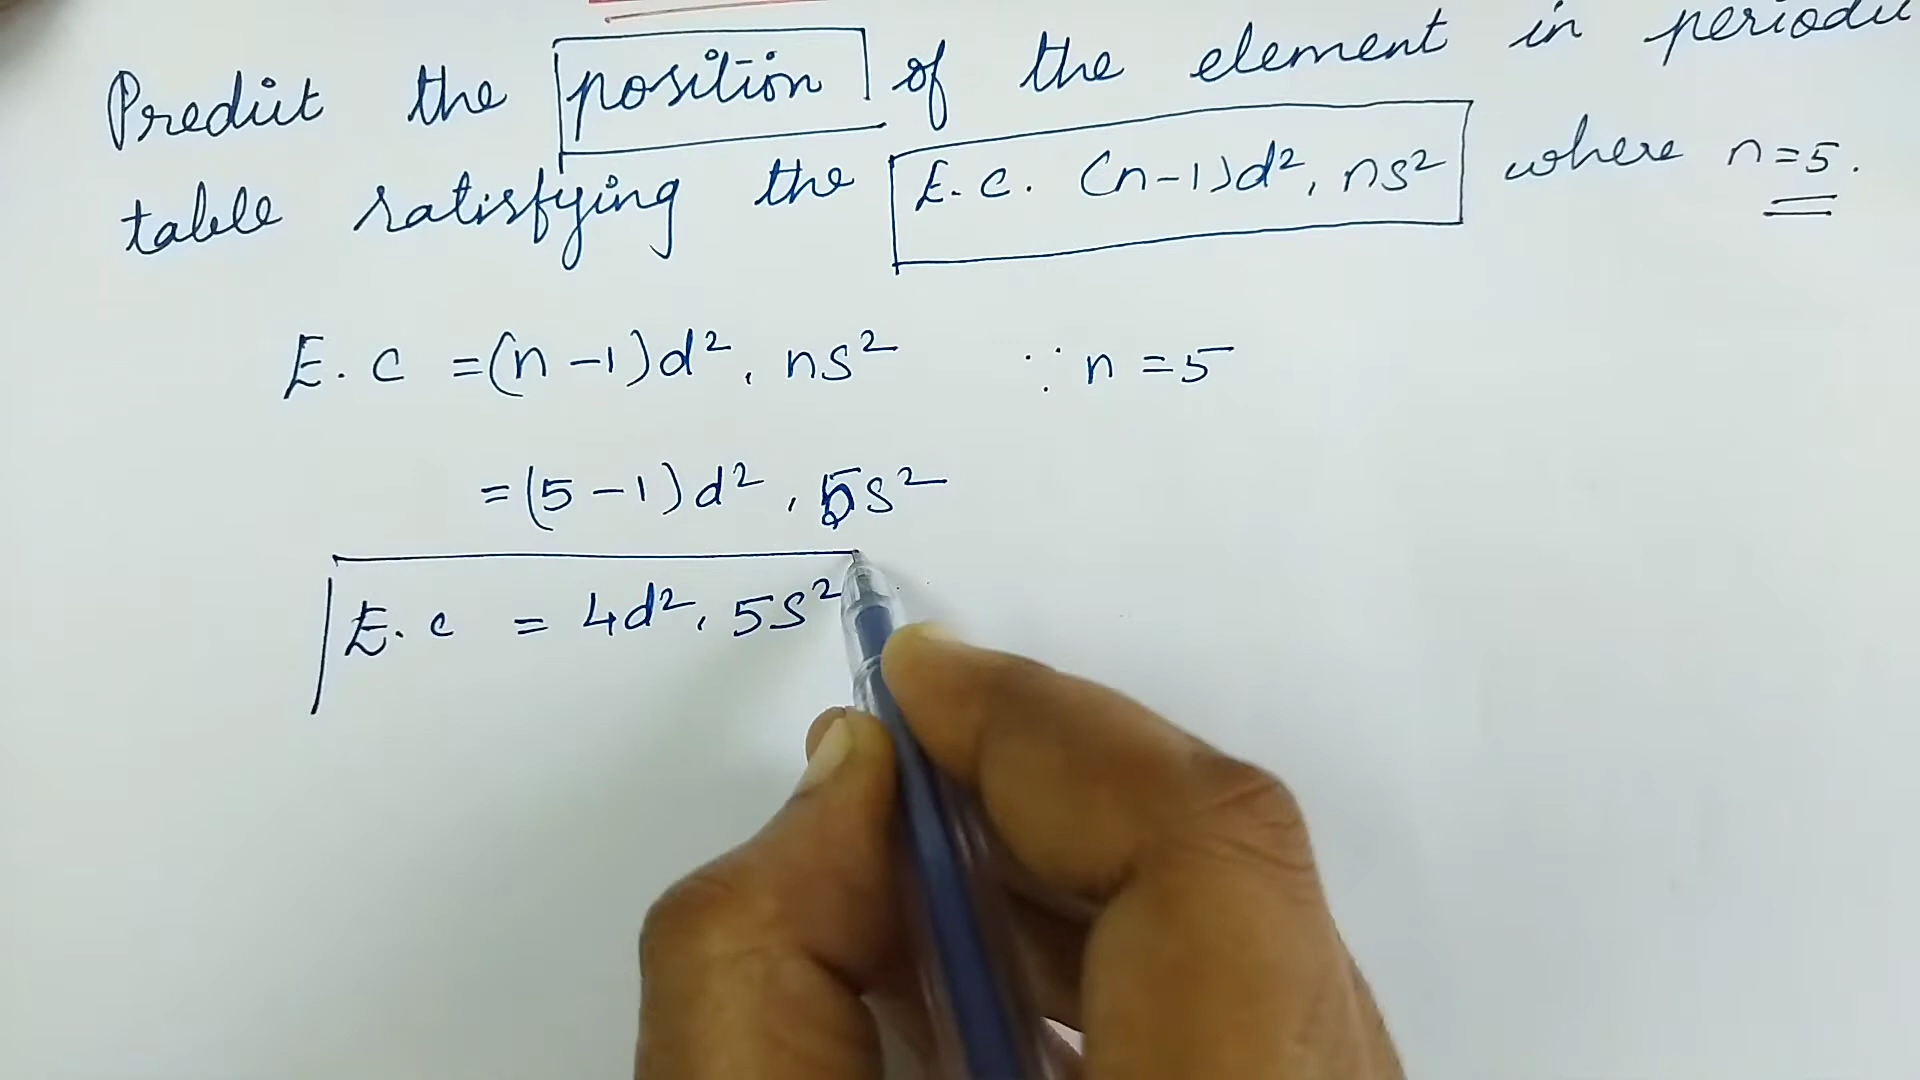 Predict the position of the element in periodic
table satisfying the E.C. (n-1)d², ns² where n=5.
E.C = (n-1)d², ns² ∵ n = 5
= (5-1)d², 5s²
E.C = 4d², 5s²